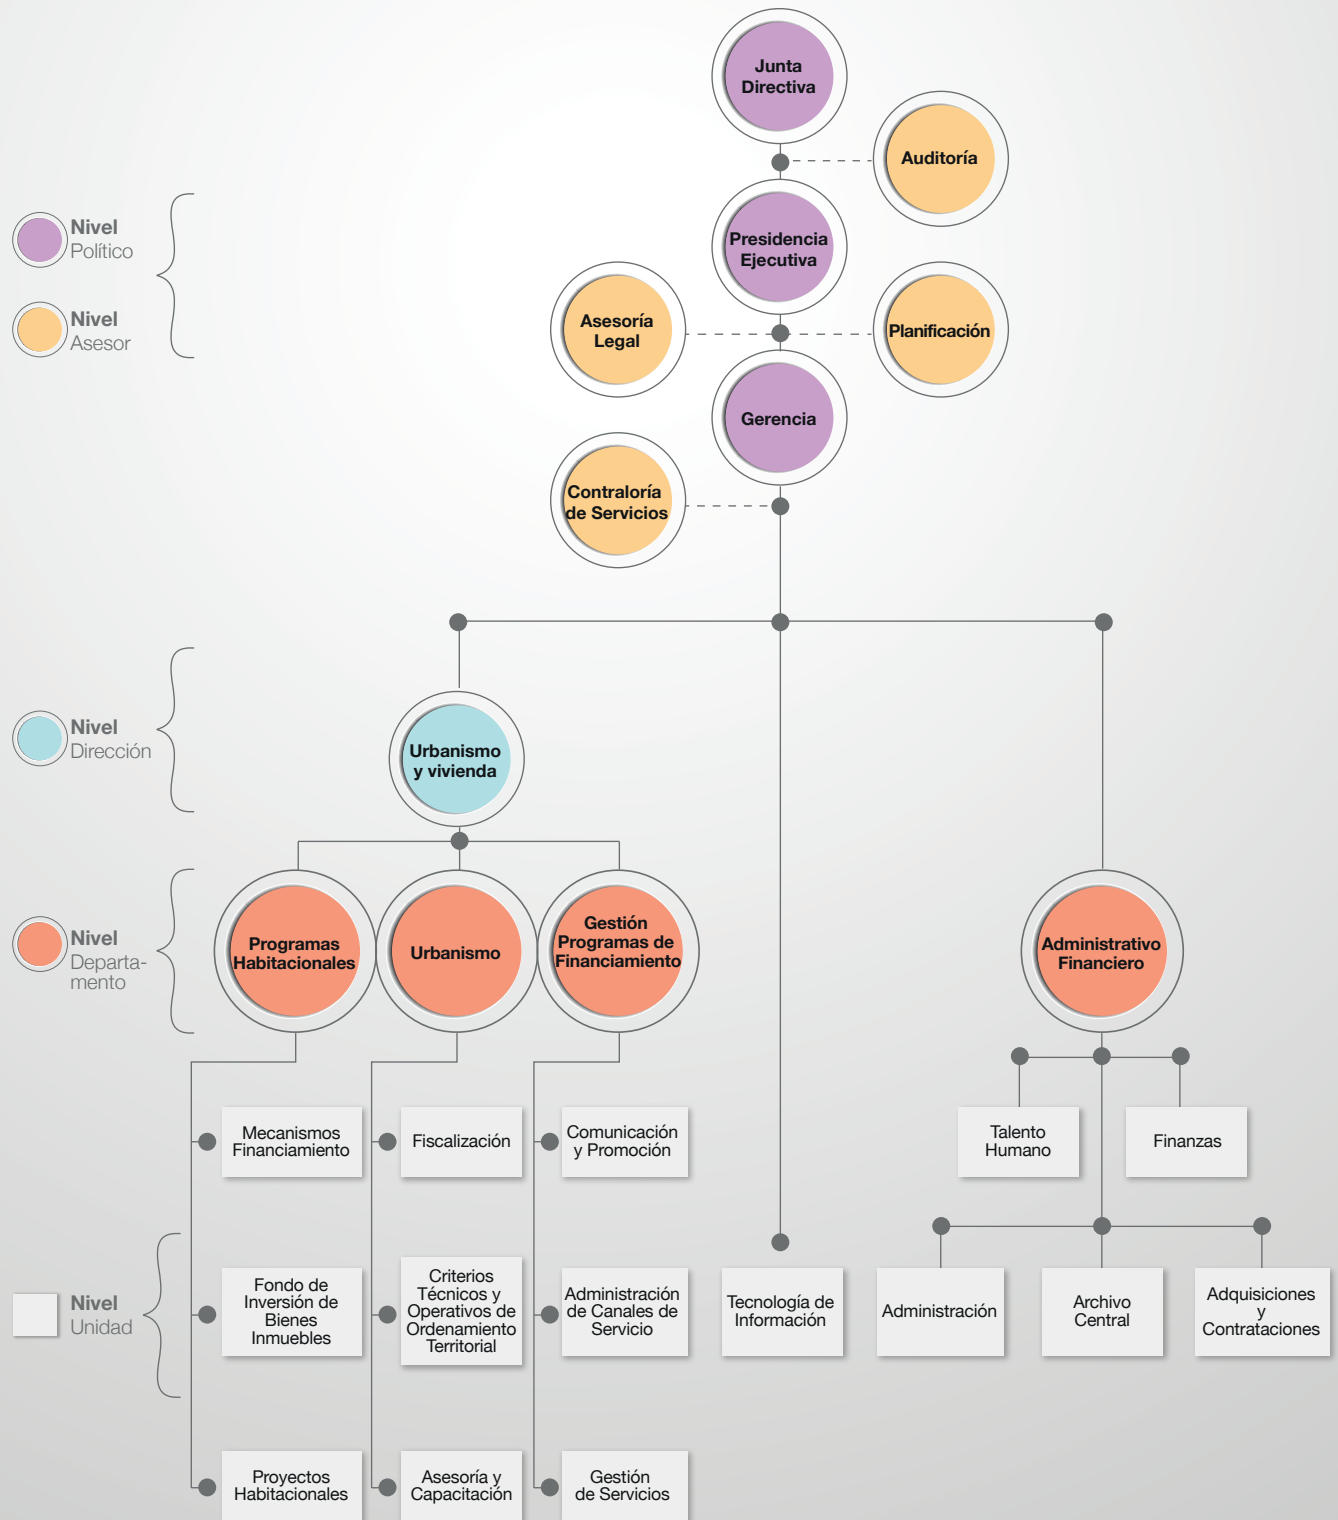 Junta
Directiva
Auditoría
Nivel
Político
Presidencia
Ejecutiva
Nivel
Asesor
Asesoría
Legal
Planificación
Gerencia
Contraloría
de Servicios
Nivel
Dirección
Urbanismo
y vivienda
Nivel
Departa-
mento
Programas
Habitacionales
Urbanismo
Gestión
Programas de
Financiamiento
Administrativo
Financiero
Mecanismos
Financiamiento
Fiscalización
Comunicación
y Promoción
Talento
Humano
Finanzas
Nivel
Unidad
Fondo de
Inversión de
Bienes
Inmuebles
Criterios
Técnicos y
Operativos de
Ordenamiento
Territorial
Administración
de Canales de
Servicio
Tecnología de
Información
Administración
Archivo
Central
Adquisiciones
y
Contrataciones
Proyectos
Habitacionales
Asesoría y
Capacitación
Gestión
de Servicios